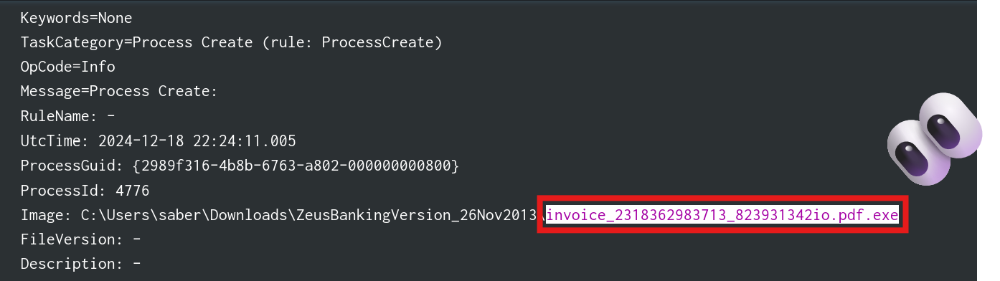 Keywords=None
TaskCategory=Process Create (rule: ProcessCreate)
OpCode=Info
Message=Process Create:
RuleName: -
UtcTime: 2024-12-18 22:24:11.005
ProcessGuid: {2989f316-4b8b-6763-a802-000000000800}
ProcessId: 4776
Image: C:\Users\saber\Downloads\ZeusBankingVersion_26Nov2013\invoice_2318362983713_823931342io.pdf.exe
FileVersion: -
Description: -